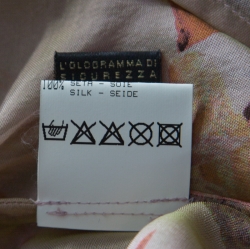 L'OLOGRAMMA DI
SICUREZZA
100% SETA - SOIE
SILK - SEIDE